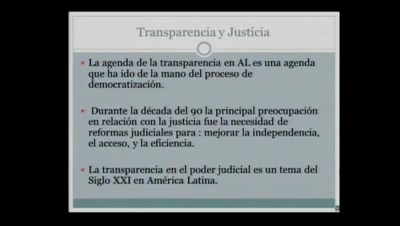 Transparencia y Justicia
La agenda de la transparencia en AL es una agenda
que ha ido de la mano del proceso de
democratización.
Durante la década del 90 la principal preocupación
en relación con la justicia fue la necesidad de
reformas judiciales para : mejorar la independencia,
el acceso, y la eficiencia.
La transparencia en el poder judicial es un tema del
Siglo XXI en América Latina.